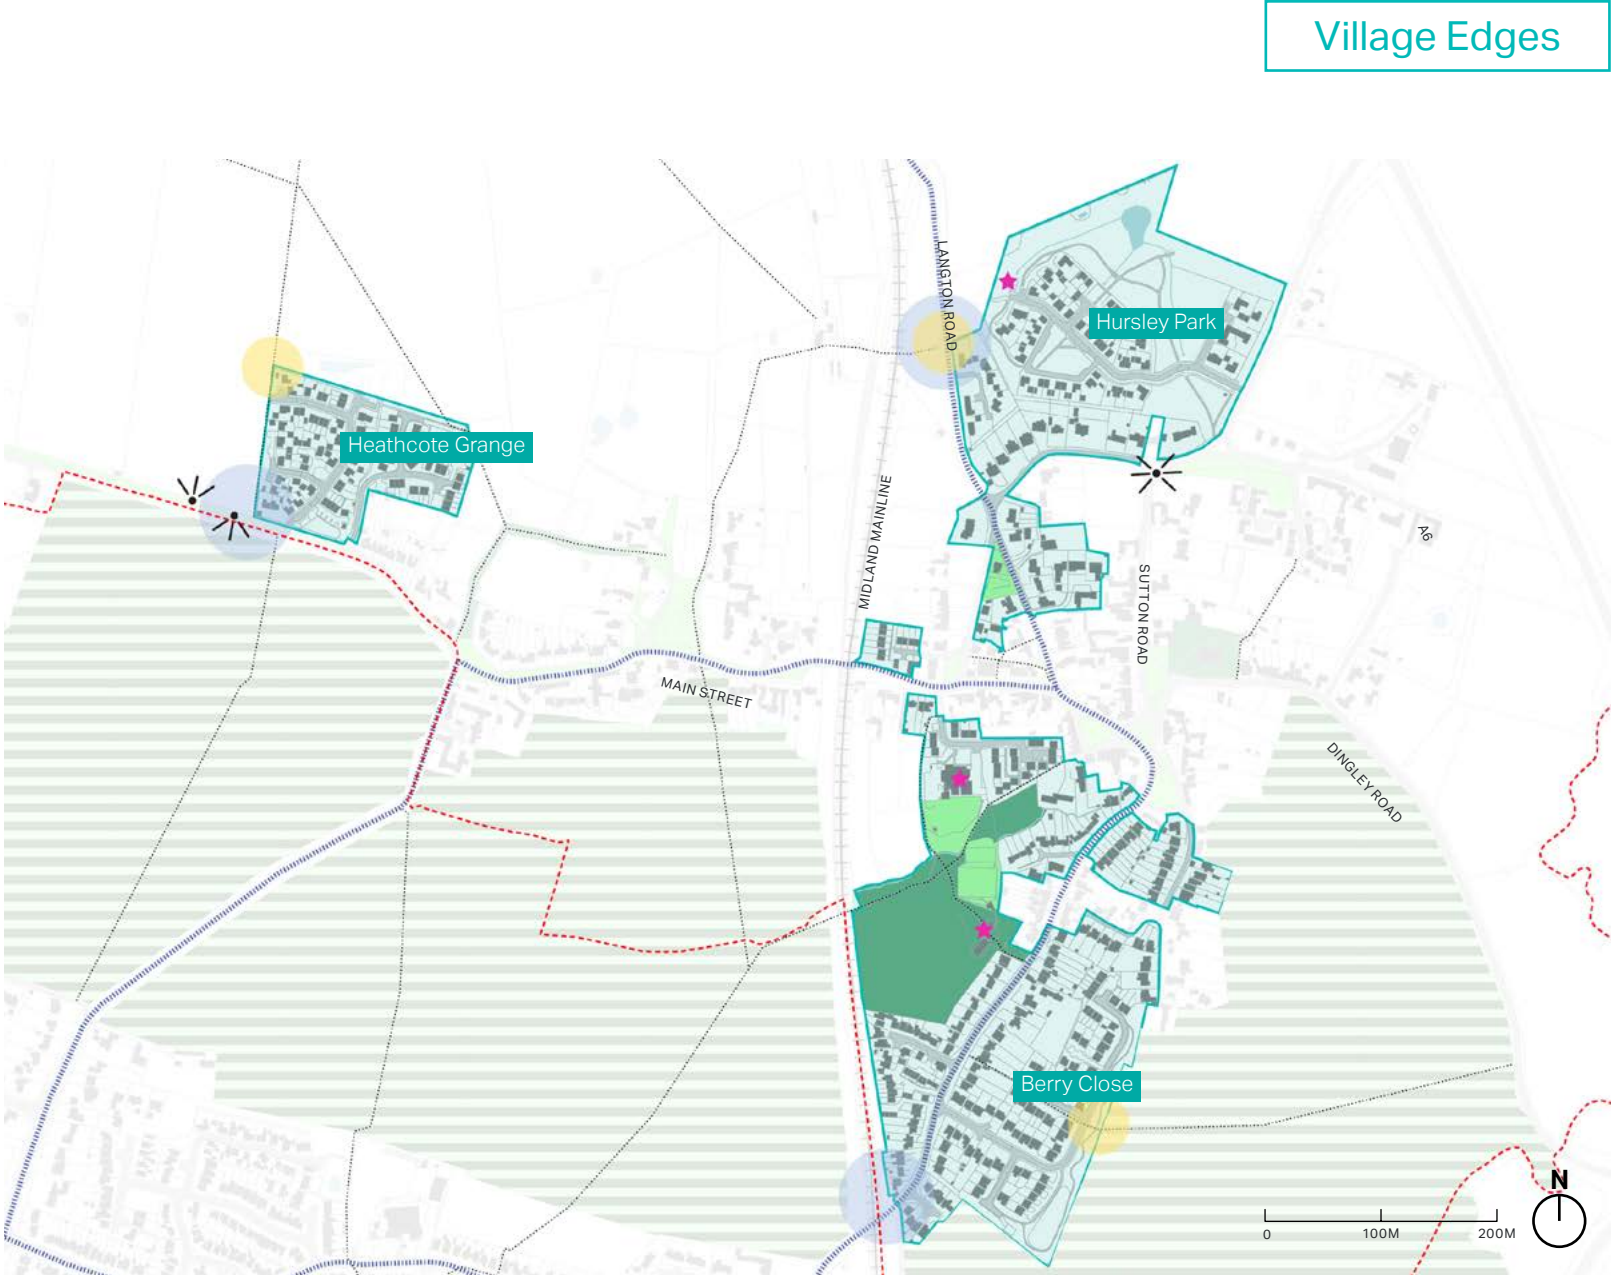 Village Edges
LANGTON ROAD
Hursley Park
Heathcote Grange
MIDLAND MAINLINE
A6
SUTTON ROAD
MAIN STREET
DINGLEY ROAD
Berry Close
N
0 100M 200M